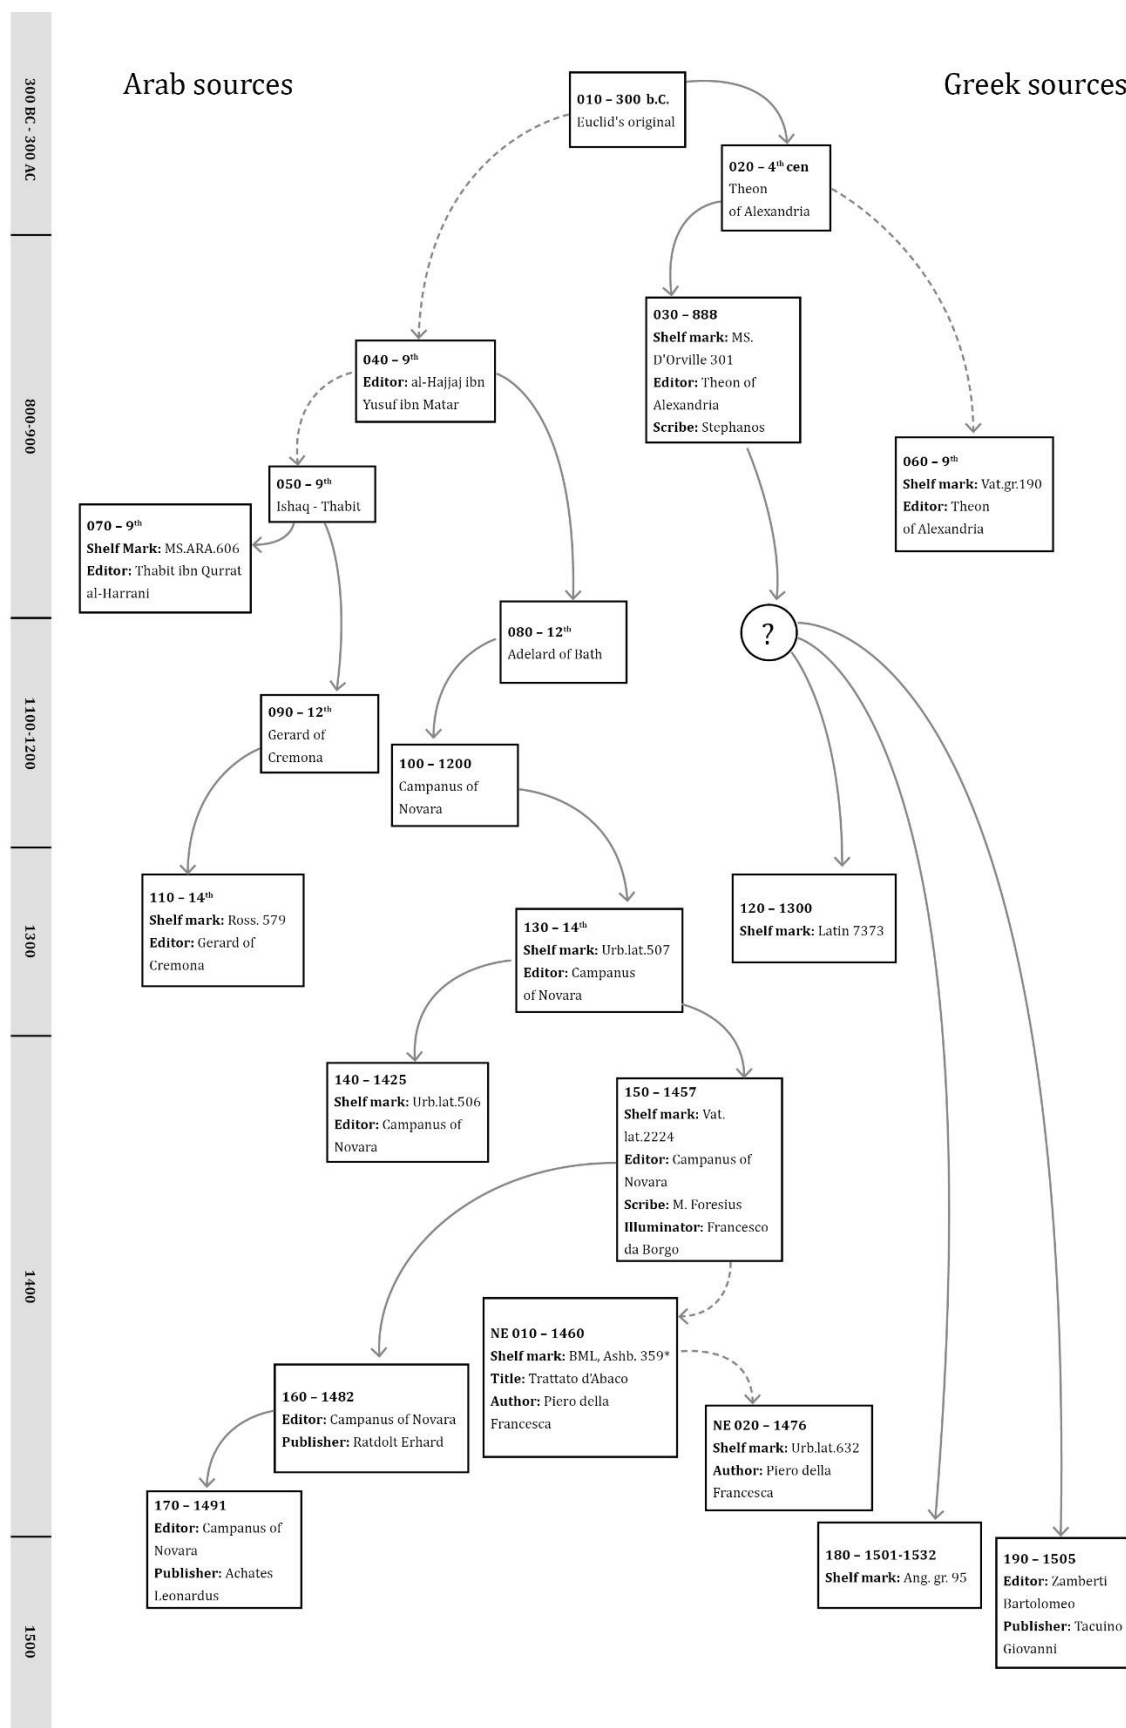 Arab sources
Greek sources
300 BC - 300 AC
800-900
1100-1200
1300
1400
1500
010 – 300 b.C.
Euclid's original
020 – 4th cen
Theon
of Alexandria
030 – 888
Shelf mark: MS.
D'Orville 301
Editor: Theon of
Alexandria
Scribe: Stephanos
040 – 9th
Editor: al-Hajjaj ibn
Yusuf ibn Matar
060 – 9th
Shelf mark: Vat.gr.190
Editor: Theon
of Alexandria
050 – 9th
Ishaq - Thabit
070 – 9th
Shelf Mark: MS.ARA.606
Editor: Thabit ibn Qurrat
al-Harrani
080 – 12th
Adelard of Bath
?
090 – 12th
Gerard of
Cremona
100 – 1200
Campanus of
Novara
110 – 14th
Shelf mark: Ross. 579
Editor: Gerard of
Cremona
120 – 1300
Shelf mark: Latin 7373
130 – 14th
Shelf mark: Urb.lat.507
Editor: Campanus
of Novara
140 – 1425
Shelf mark: Urb.lat.506
Editor: Campanus of
Novara
150 – 1457
Shelf mark: Vat.
lat.2224
Editor: Campanus of
Novara
Scribe: M. Foresius
Illuminator: Francesco
da Borgo
NE 010 – 1460
Shelf mark: BML, Ashb. 359*
Title: Trattato d'Abaco
Author: Piero della
Francesca
160 – 1482
Editor: Campanus of Novara
Publisher: Ratdolt Erhard
NE 020 – 1476
Shelf mark: Urb.lat.632
Author: Piero della
Francesca
170 – 1491
Editor: Campanus of
Novara
Publisher: Achates
Leonardus
180 – 1501-1532
Shelf mark: Ang. gr. 95
190 – 1505
Editor: Zamberti
Bartolomeo
Publisher: Tacuino
Giovanni